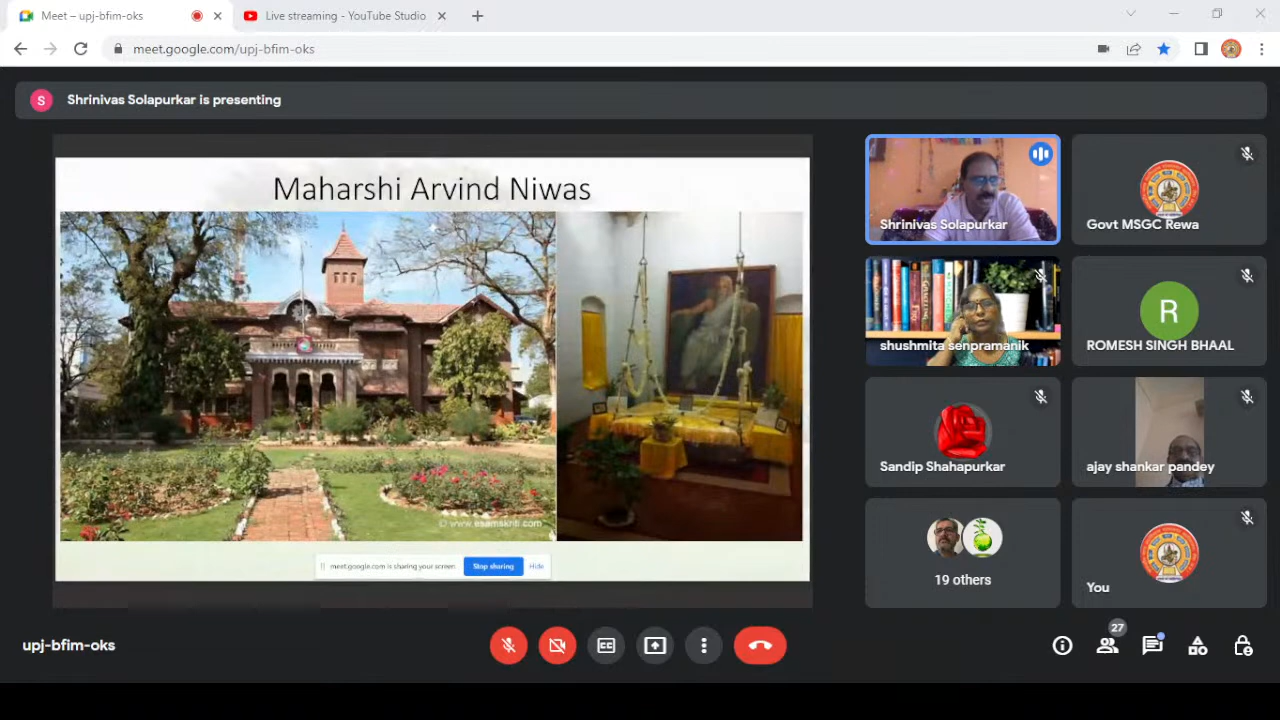 Meet – upj-bfim-oks
Live streaming - YouTube Studio
meet.google.com/upj-bfim-oks
S
Shrinivas Solapurkar is presenting
Maharshi Arvind Niwas
© www.esamskriti.com
meet.google.com is sharing your screen
Stop sharing
Hide
Shrinivas Solapurkar
Govt MSGC Rewa
shushmita senpramanik
R
ROMESH SINGH BHAAL
Sandip Shahapurkar
ajay shankar pandey
19 others
You
upj-bfim-oks
CC
27